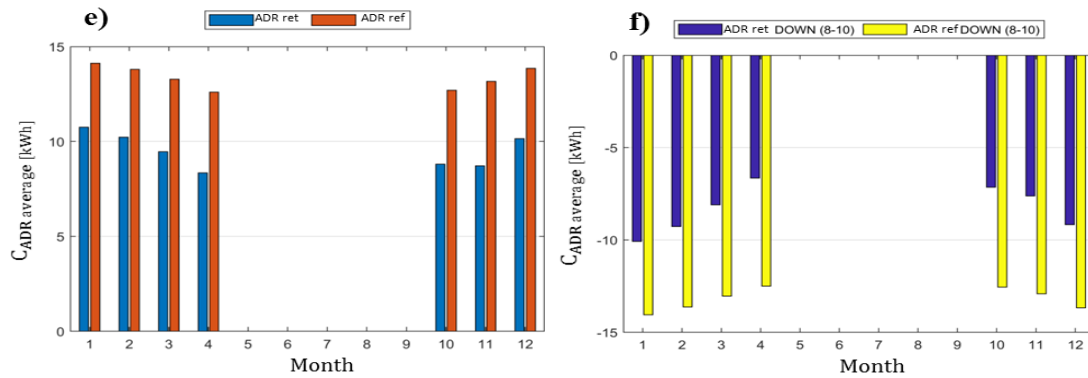 e)
ADR ret ADR ref
15
10
5
0
C_ADR average [kWh]
1 2 3 4 5 6 7 8 9 10 11 12
Month
f)
ADR ret DOWN (8-10) ADR ref DOWN (8-10)
0
-5
-10
-15
C_ADR average [kWh]
1 2 3 4 5 6 7 8 9 10 11 12
Month